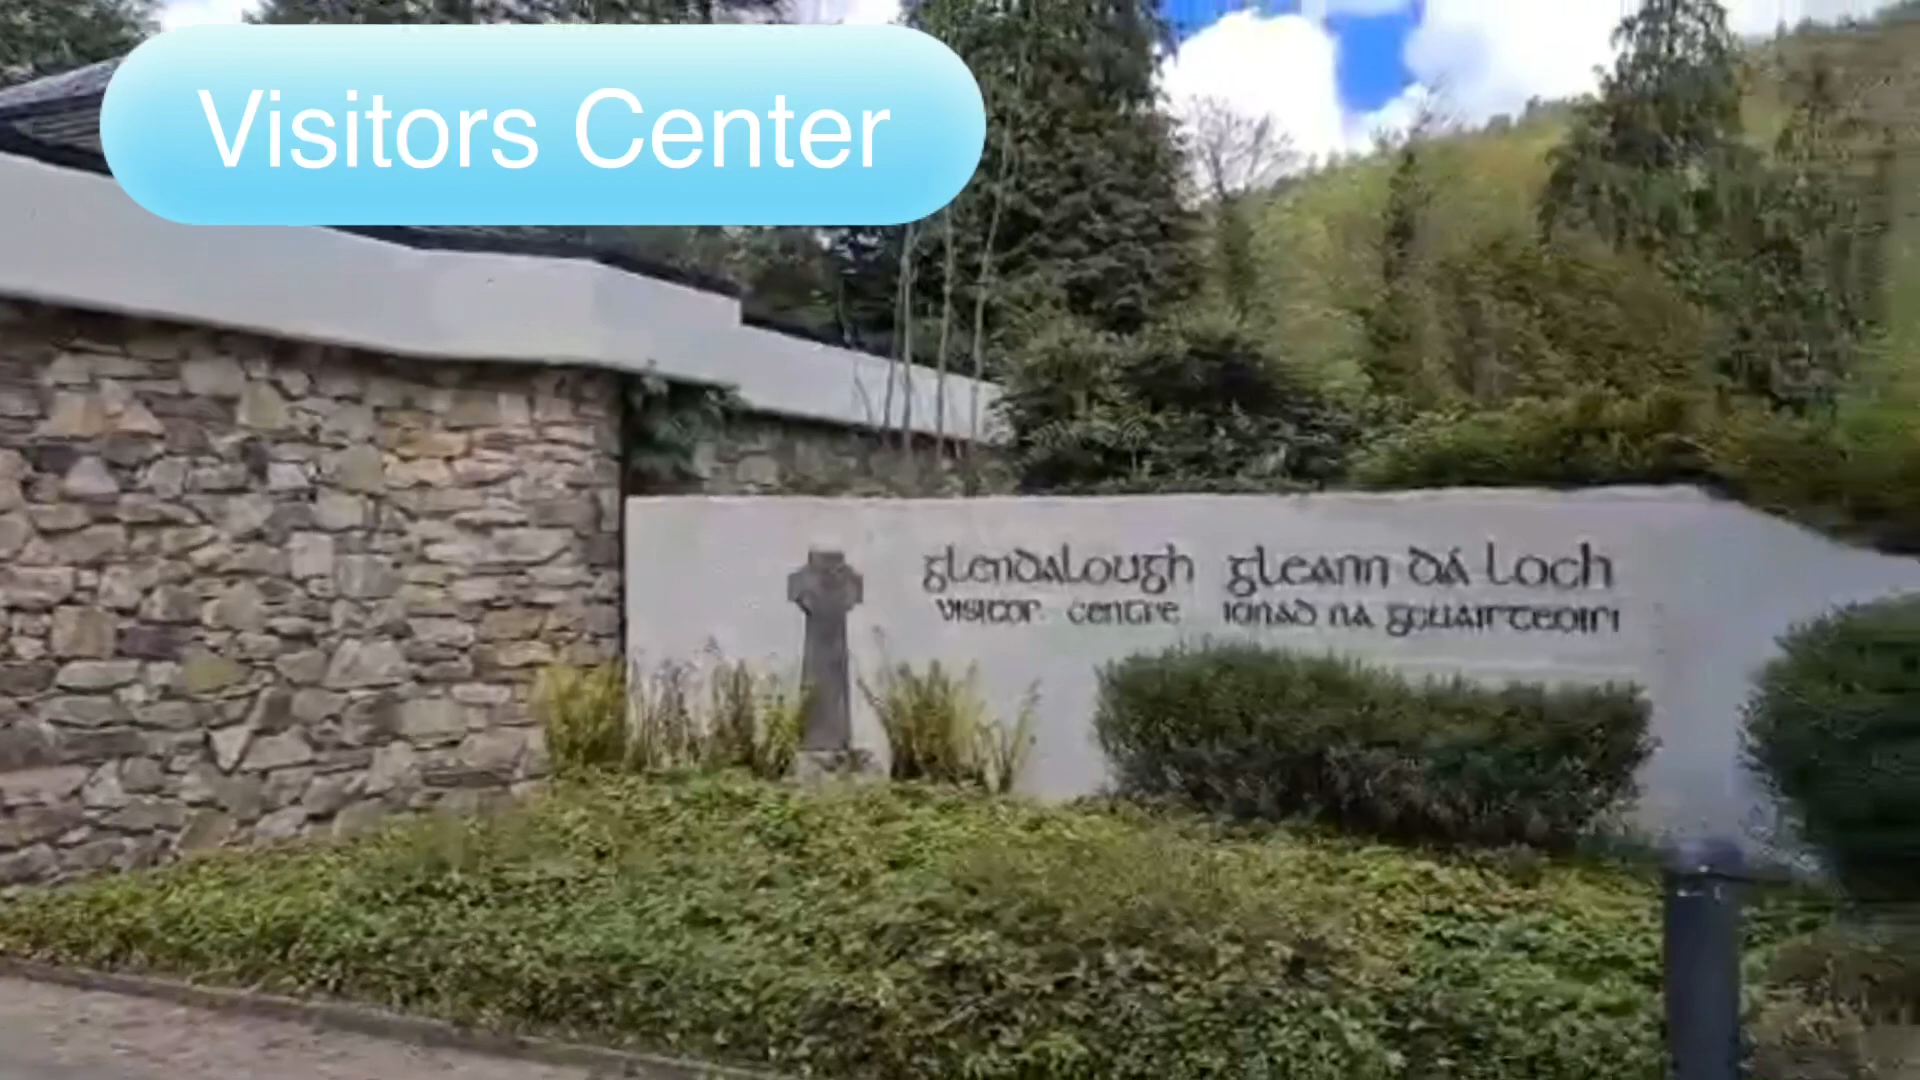 Visitors Center
glendalough gleann dá loch
visitor centre ionad na gcuairteoirí